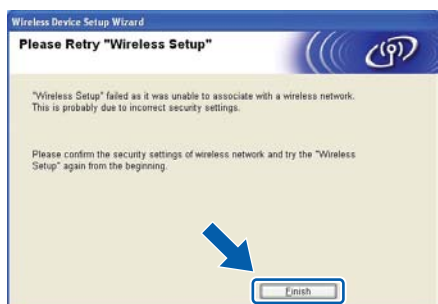 Wireless Device Setup Wizard
Please Retry "Wireless Setup"
"Wireless Setup" failed as it was unable to associate with a wireless network.
This is probably due to incorrect security settings.
Please confirm the security settings of wireless network and try the "Wireless
Setup" again from the beginning.
Finish